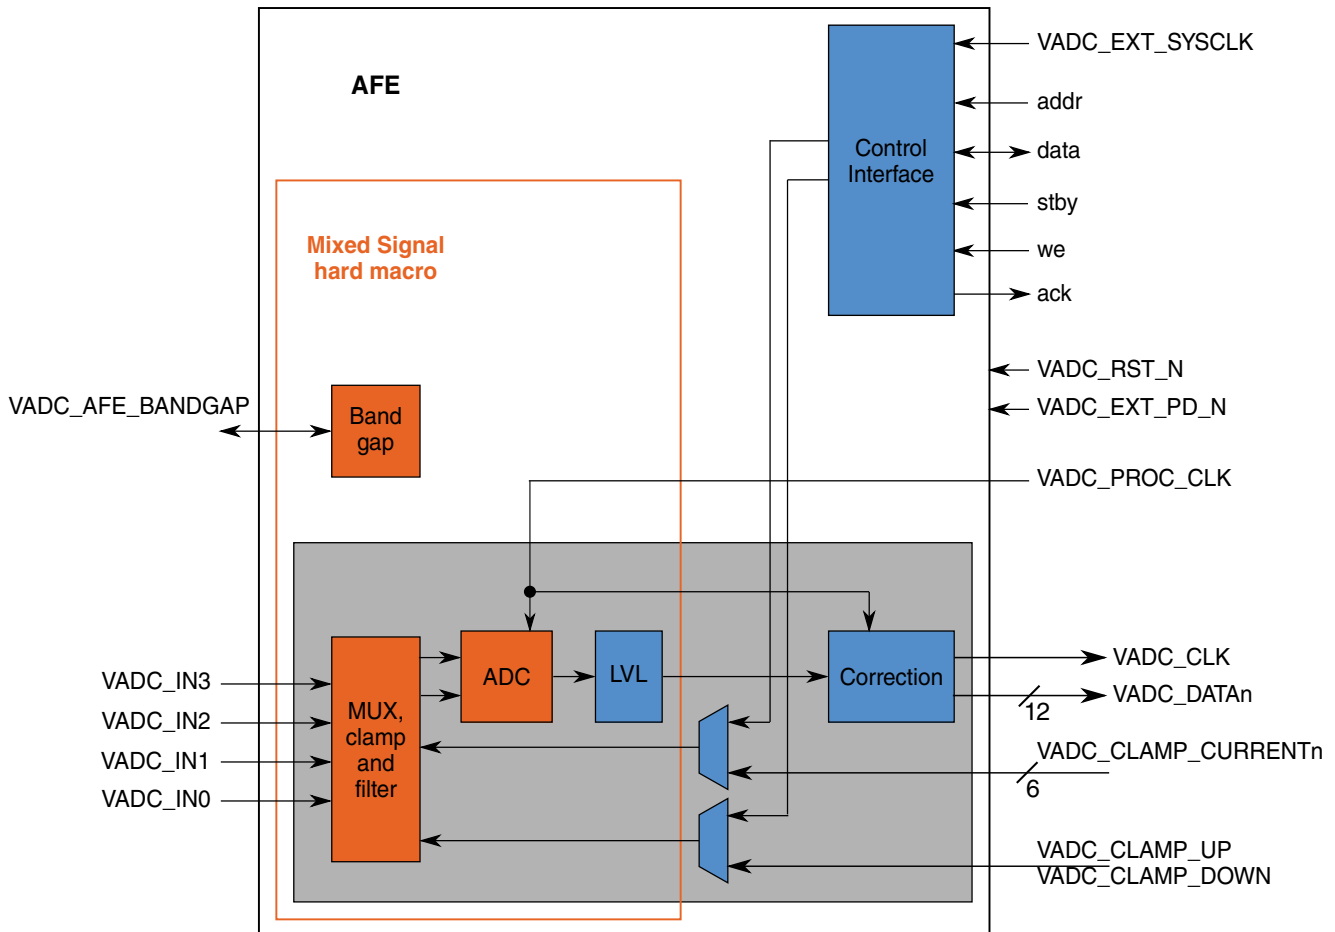 AFE
VADC_EXT_SYSCLK
addr
Control
Interface
data
stby
we
ack
Mixed Signal
hard macro
VADC_RST_N
VADC_EXT_PD_N
VADC_AFE_BANDGAP
Band
gap
VADC_PROC_CLK
VADC_IN3
VADC_IN2
VADC_IN1
VADC_IN0
MUX,
clamp
and
filter
ADC
LVL
Correction
VADC_CLK
VADC_DATAn
12
VADC_CLAMP_CURRENTn
6
VADC_CLAMP_UP
VADC_CLAMP_DOWN